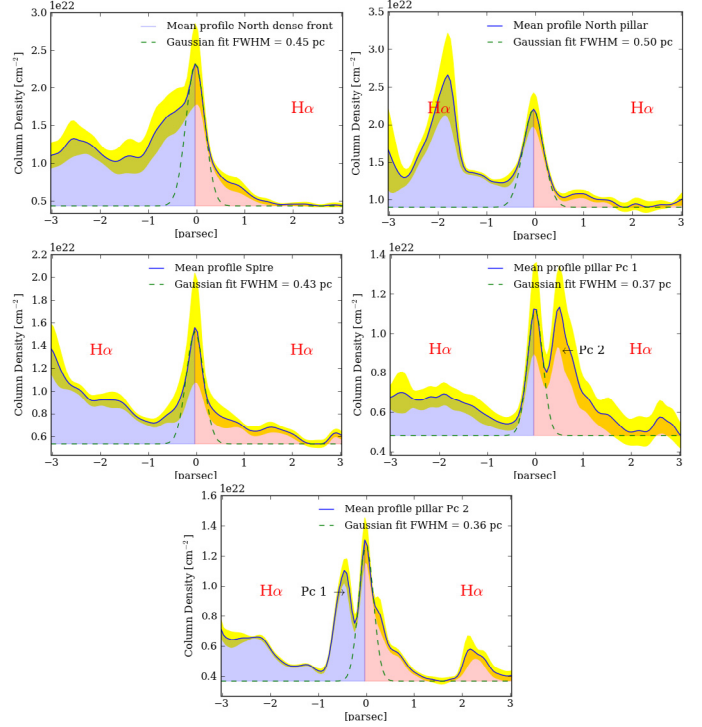 1e22
Mean profile North dense front
Gaussian fit FWHM = 0.45 pc
Hα
Column Density [cm⁻²]
3.0
2.5
2.0
1.5
1.0
0.5
−3 −2 −1 0 1 2 3
[parsec]
1e22
Mean profile North pillar
Gaussian fit FWHM = 0.50 pc
Hα Hα
Column Density [cm⁻²]
3.5
3.0
2.5
2.0
1.5
1.0
−3 −2 −1 0 1 2 3
[parsec]
1e22
Mean profile Spire
Gaussian fit FWHM = 0.43 pc
Hα Hα
Column Density [cm⁻²]
2.2
2.0
1.8
1.6
1.4
1.2
1.0
0.8
0.6
−3 −2 −1 0 1 2 3
[parsec]
1e22
Mean profile pillar Pc 1
Gaussian fit FWHM = 0.37 pc
Hα ← Pc 2 Hα
Column Density [cm⁻²]
1.4
1.2
1.0
0.8
0.6
0.4
−3 −2 −1 0 1 2 3
[parsec]
1e22
Mean profile pillar Pc 2
Gaussian fit FWHM = 0.36 pc
Hα Pc 1 → Hα
Column Density [cm⁻²]
1.6
1.4
1.2
1.0
0.8
0.6
0.4
−3 −2 −1 0 1 2 3
[parsec]